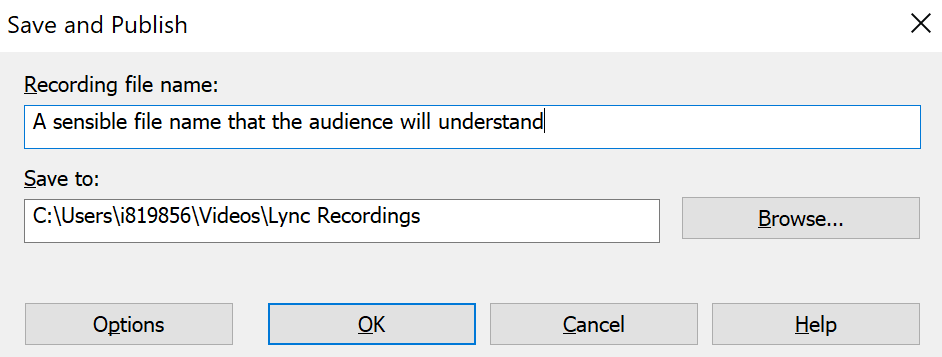 Save and Publish
Recording file name:
A sensible file name that the audience will understand
Save to:
C:\Users\i819856\Videos\Lync Recordings
Browse...
Options
OK
Cancel
Help